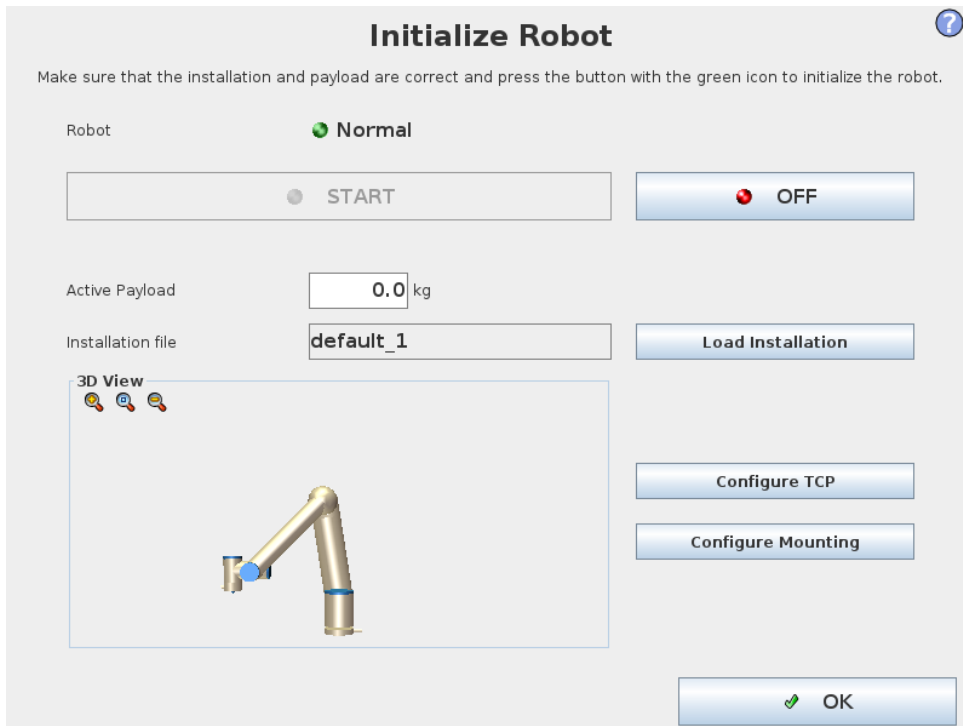 Initialize Robot
?
Make sure that the installation and payload are correct and press the button with the green icon to initialize the robot.
Robot
Normal
START
OFF
Active Payload
0.0 kg
Installation file
default_1
Load Installation
3D View
Configure TCP
Configure Mounting
OK